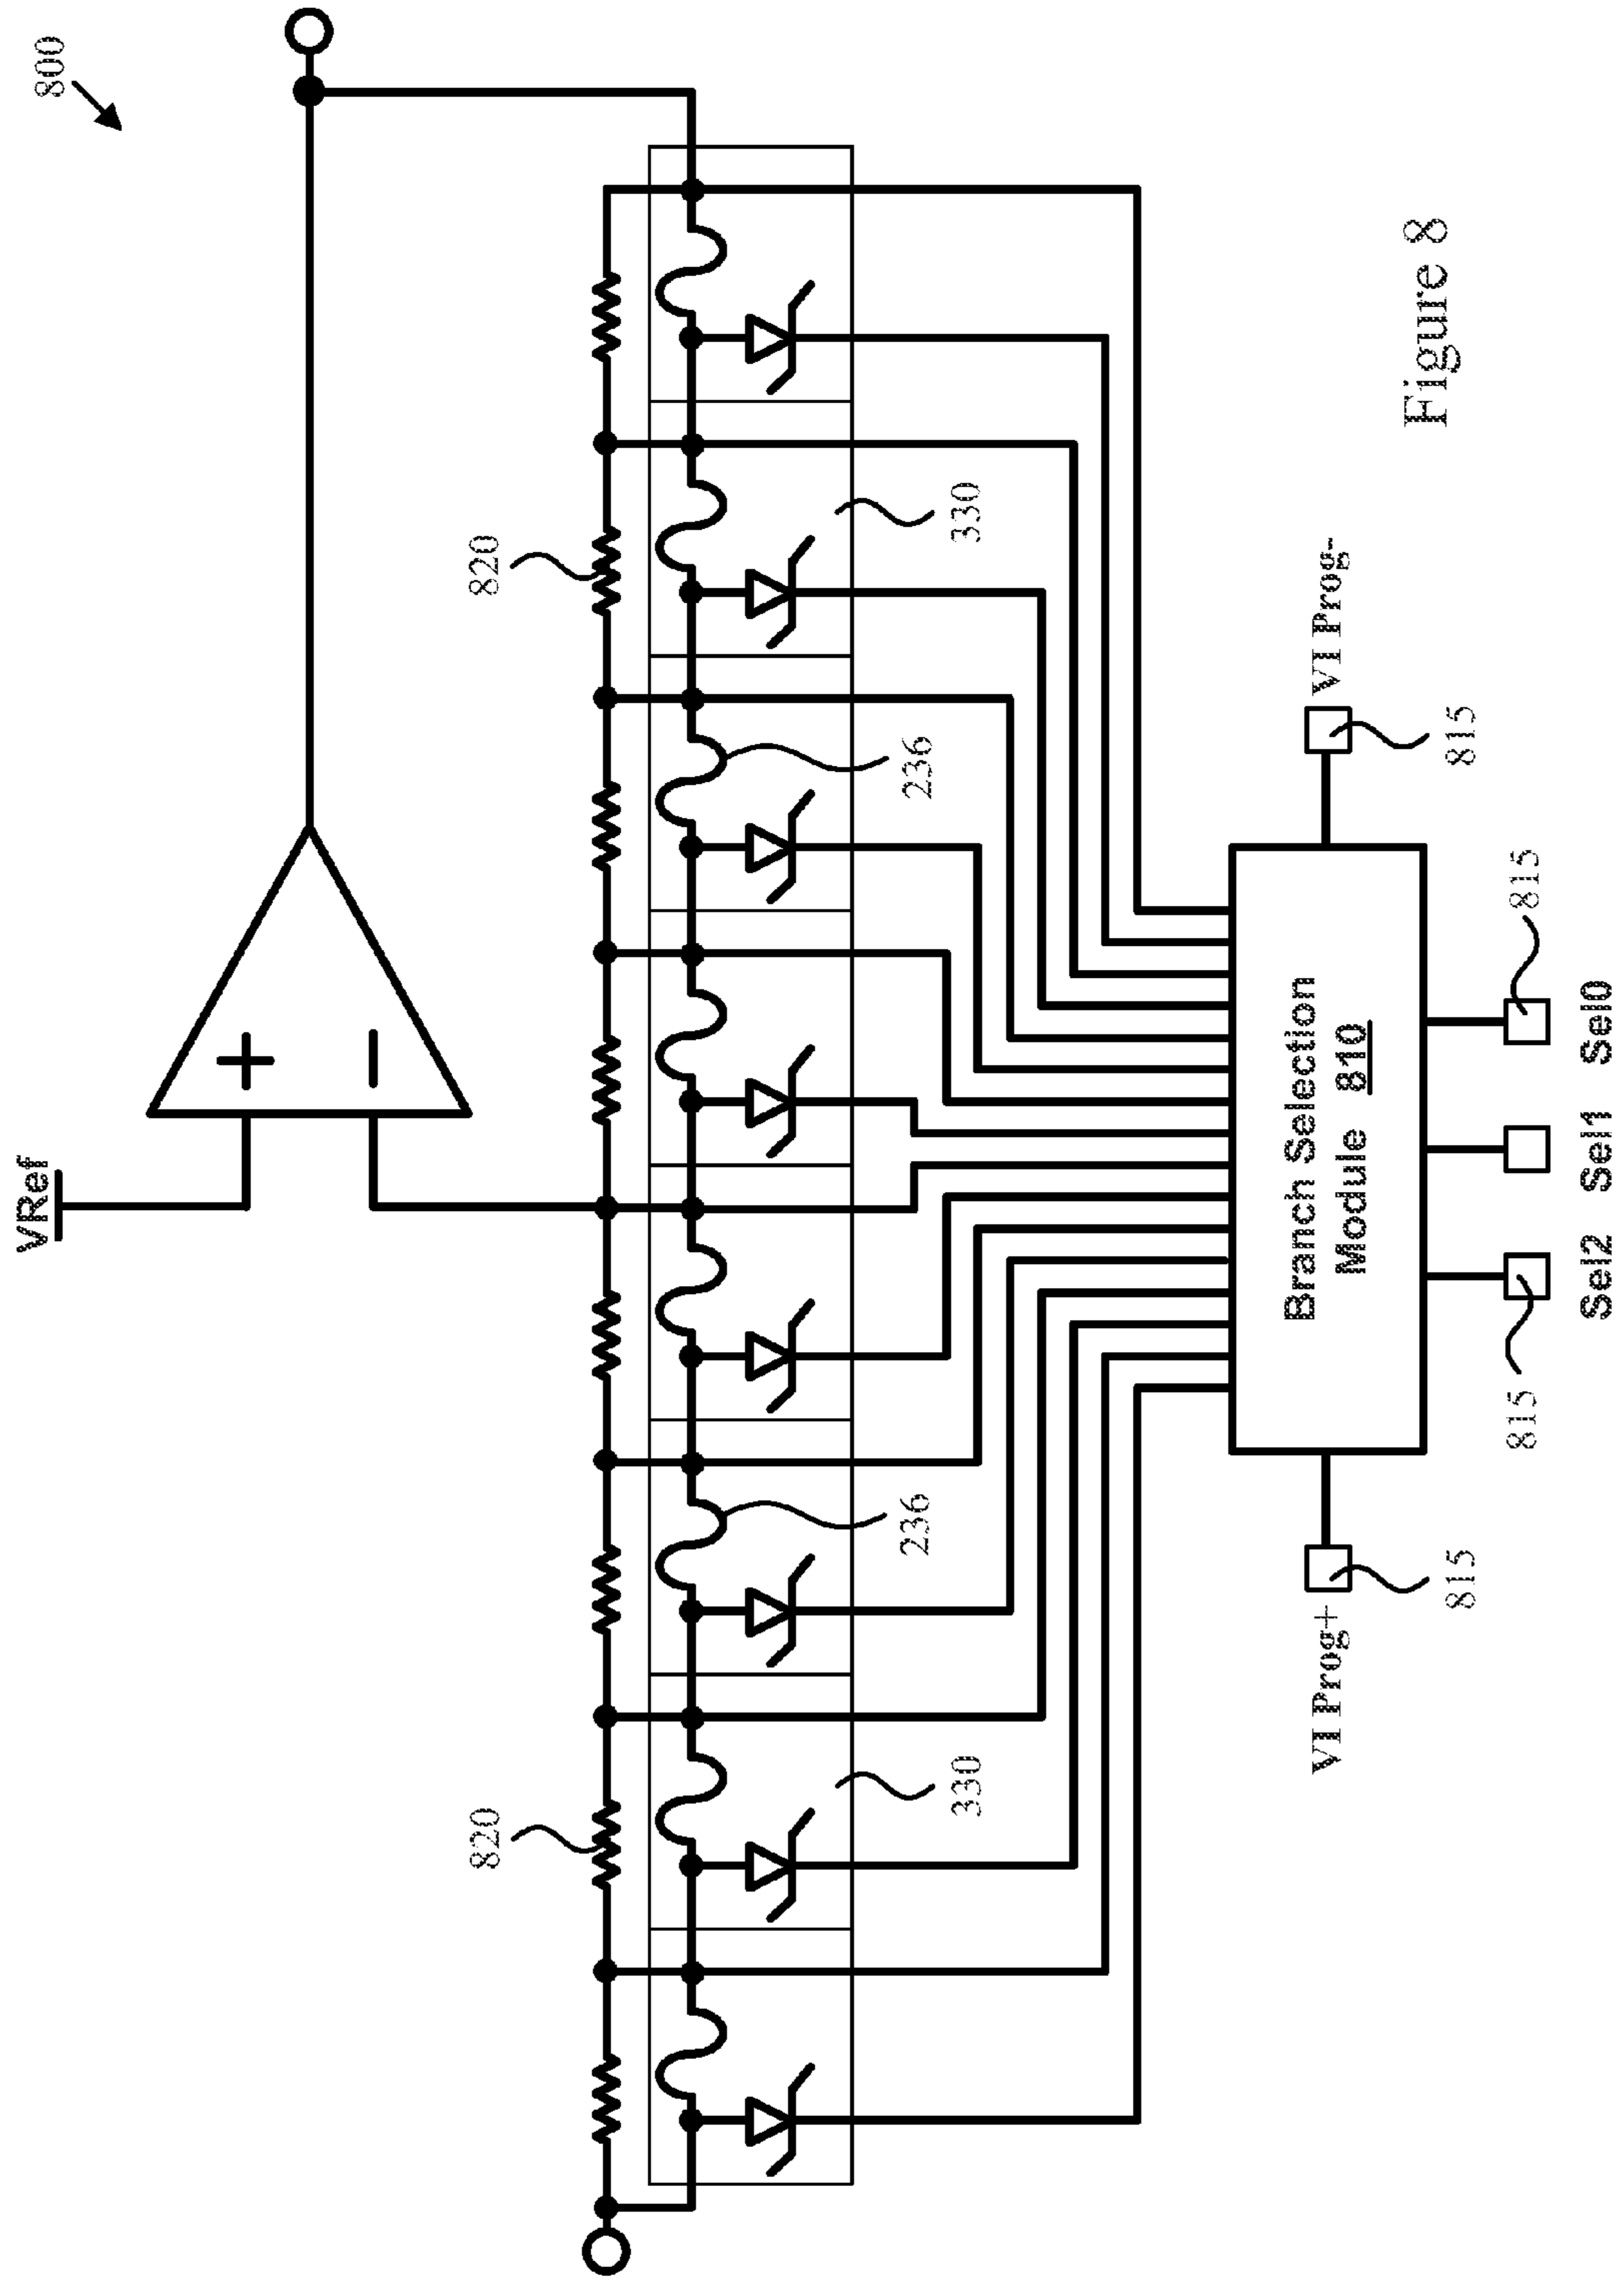 800
VRef
+
−
820
820
330
236
236
330
Branch Selection
Module 810
VI Prog+
VI Prog-
815
815
815
815
Sel2
Sel1
Sel0
Figure 8